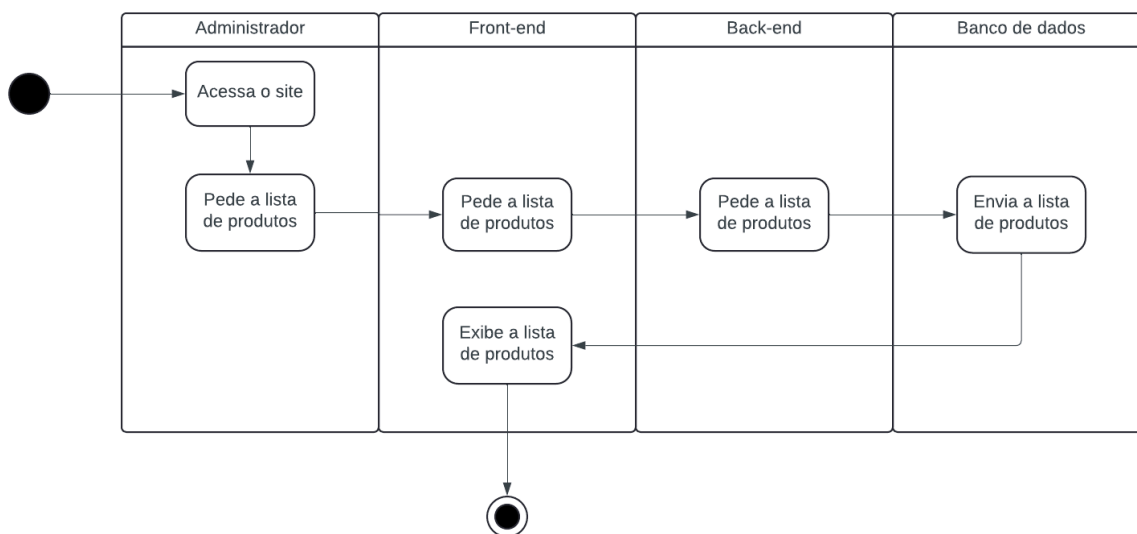 Administrador
Front-end
Back-end
Banco de dados
Acessa o site
Pede a lista
de produtos
Pede a lista
de produtos
Pede a lista
de produtos
Envia a lista
de produtos
Exibe a lista
de produtos